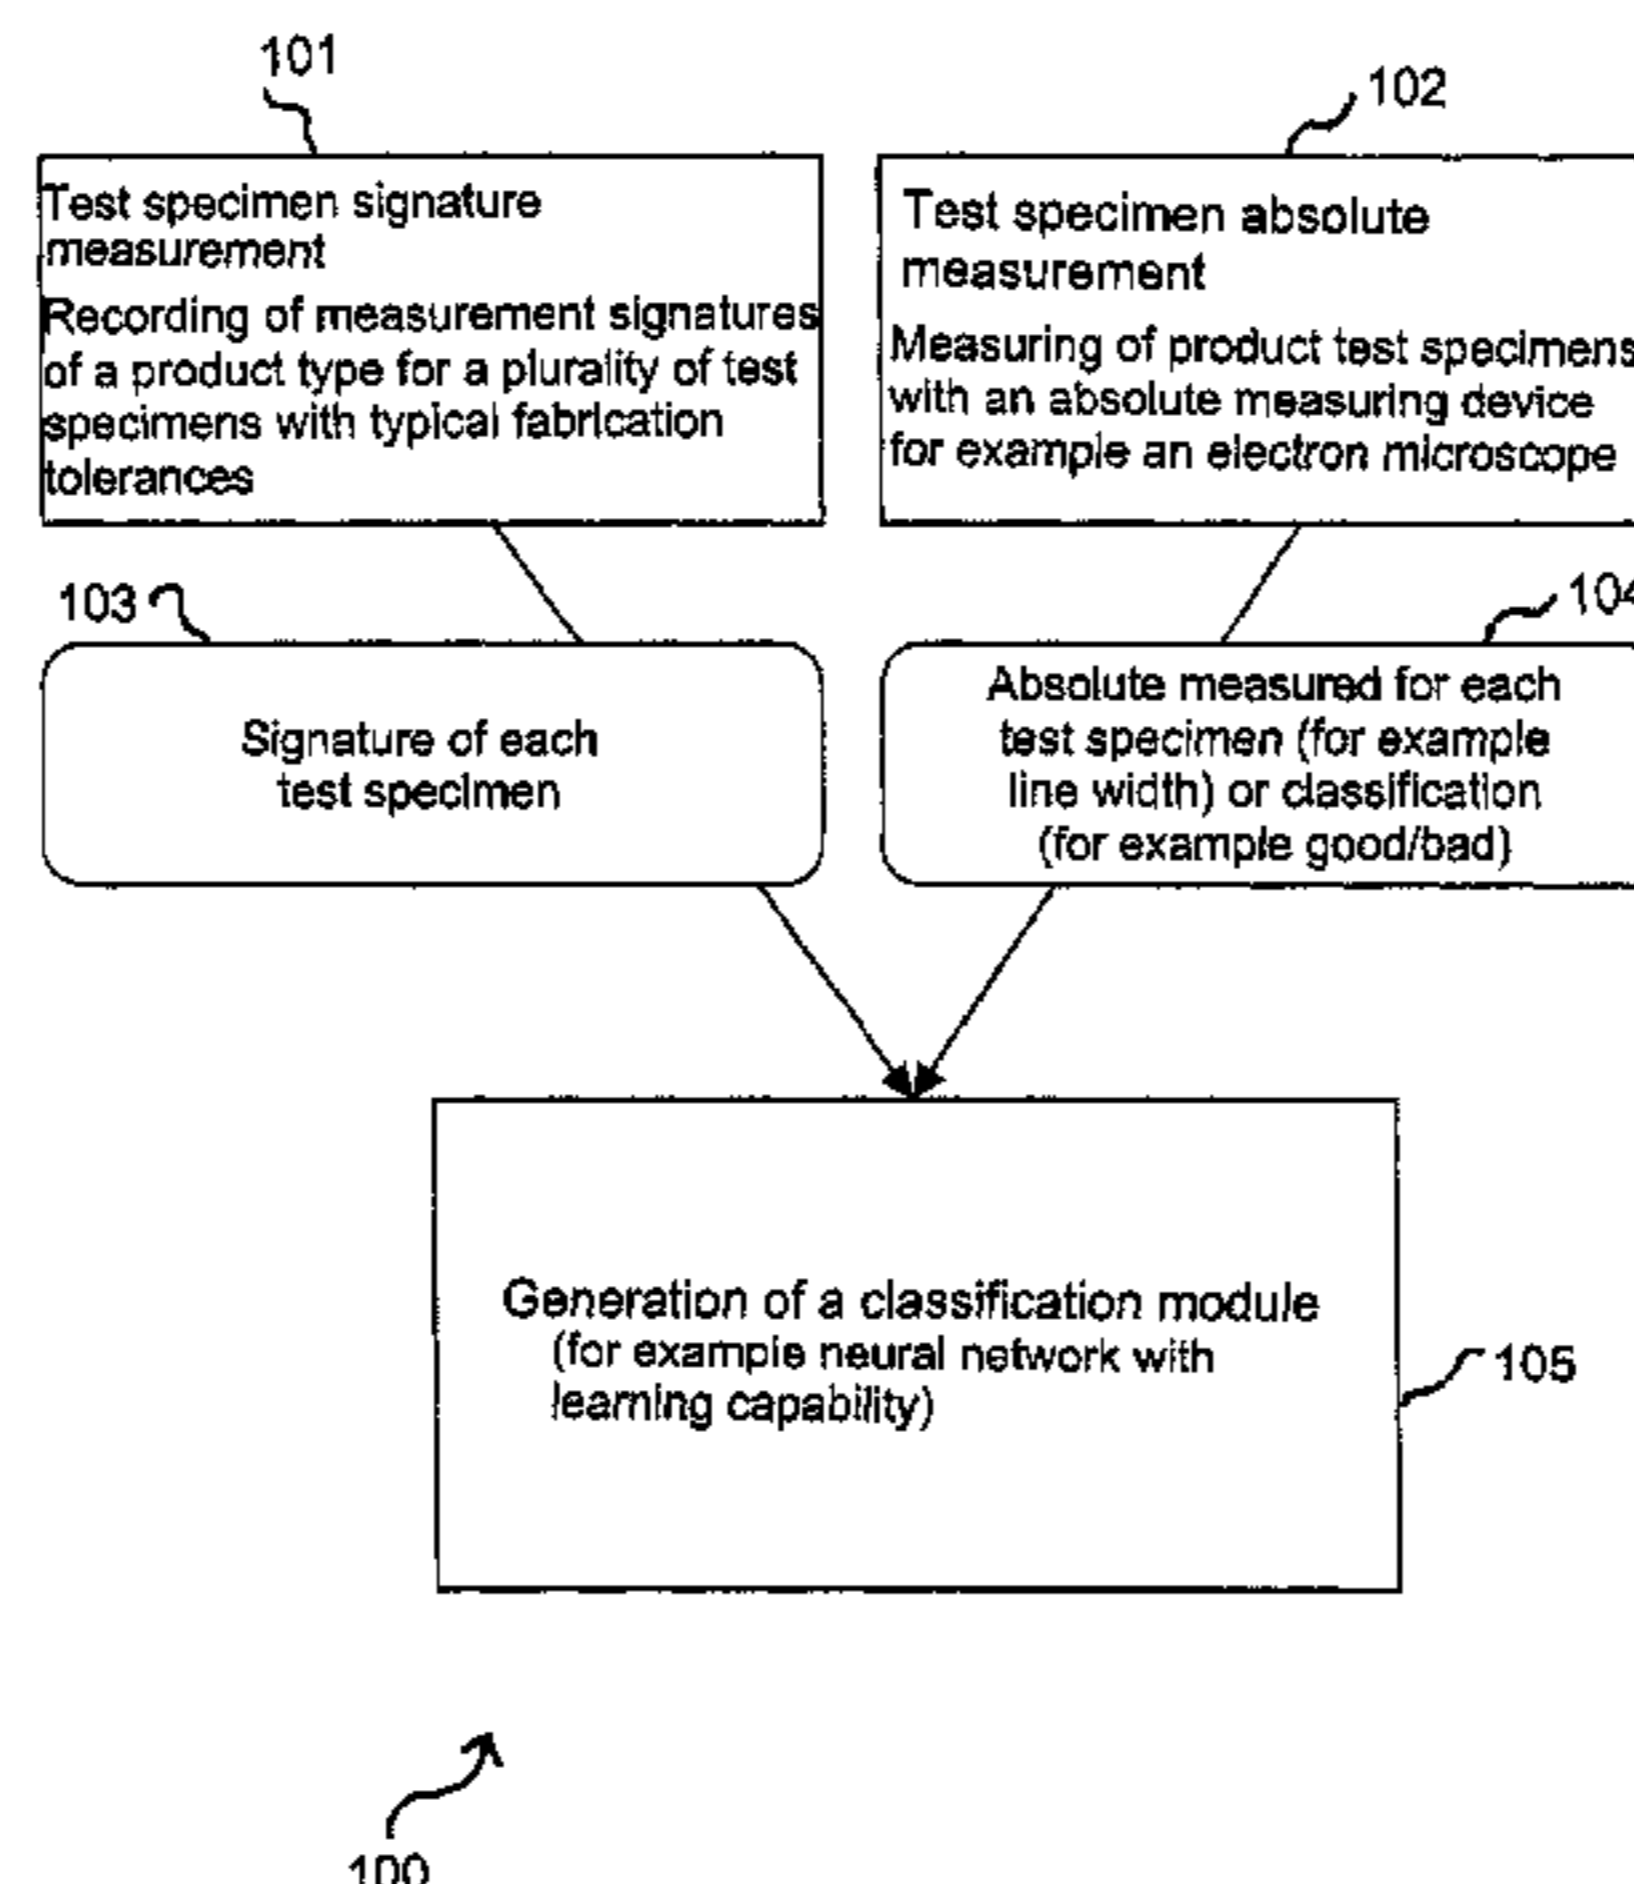 101
102
Test specimen signature
measurement
Recording of measurement signatures
of a product type for a plurality of test
specimens with typical fabrication
tolerances
Test specimen absolute
measurement
Measuring of product test specimens
with an absolute measuring device
for example an electron microscope
103
104
Signature of each
test specimen
Absolute measured for each
test specimen (for example
line width) or classification
(for example good/bad)
Generation of a classification module
(for example neural network with
learning capability)
105
100